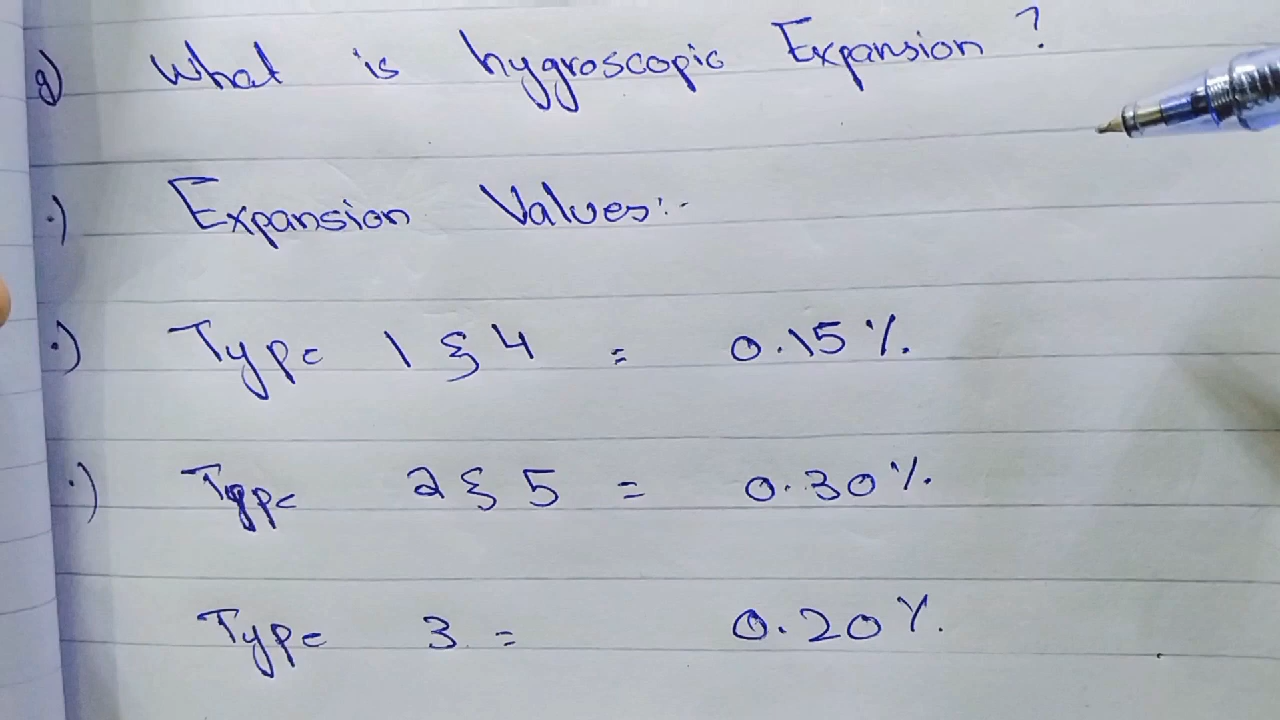 Q) What is hygroscopic Expansion ?
•) Expansion Values:-
•) Type 1 & 4 = 0.15%.
•) Type 2 & 5 = 0.30%.
Type 3 = 0.20%.